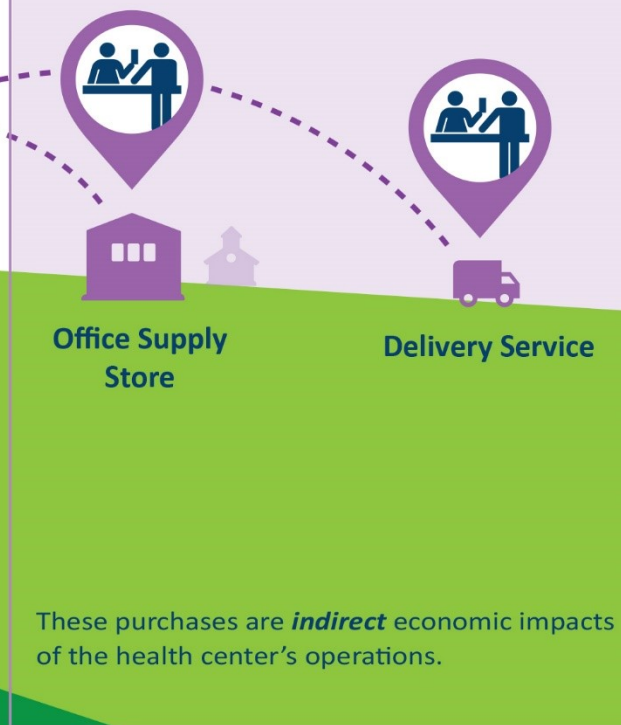 Office Supply
Store
Delivery Service
These purchases are indirect economic impacts
of the health center’s operations.